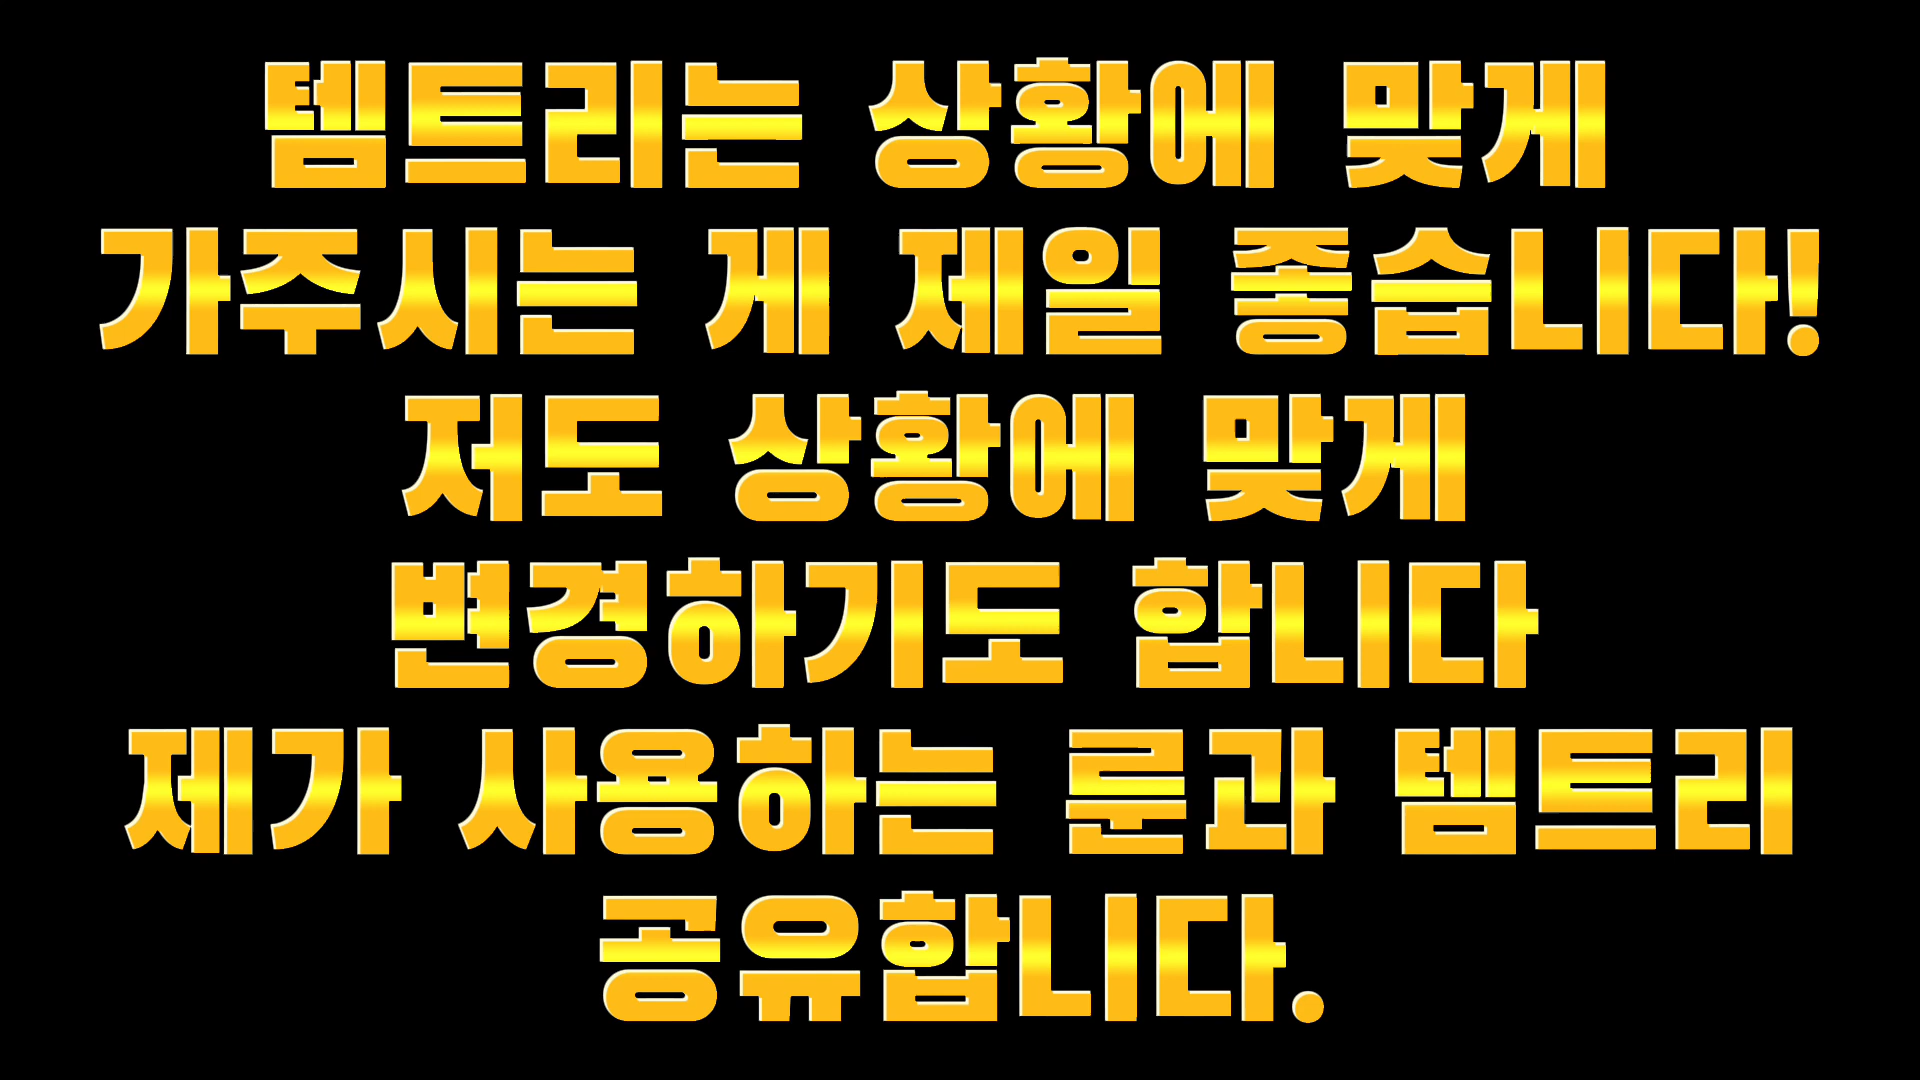 템트리는 상황에 맞게
가주시는 게 제일 좋습니다!
저도 상황에 맞게
변경하기도 합니다
제가 사용하는 룬과 템트리
공유합니다.